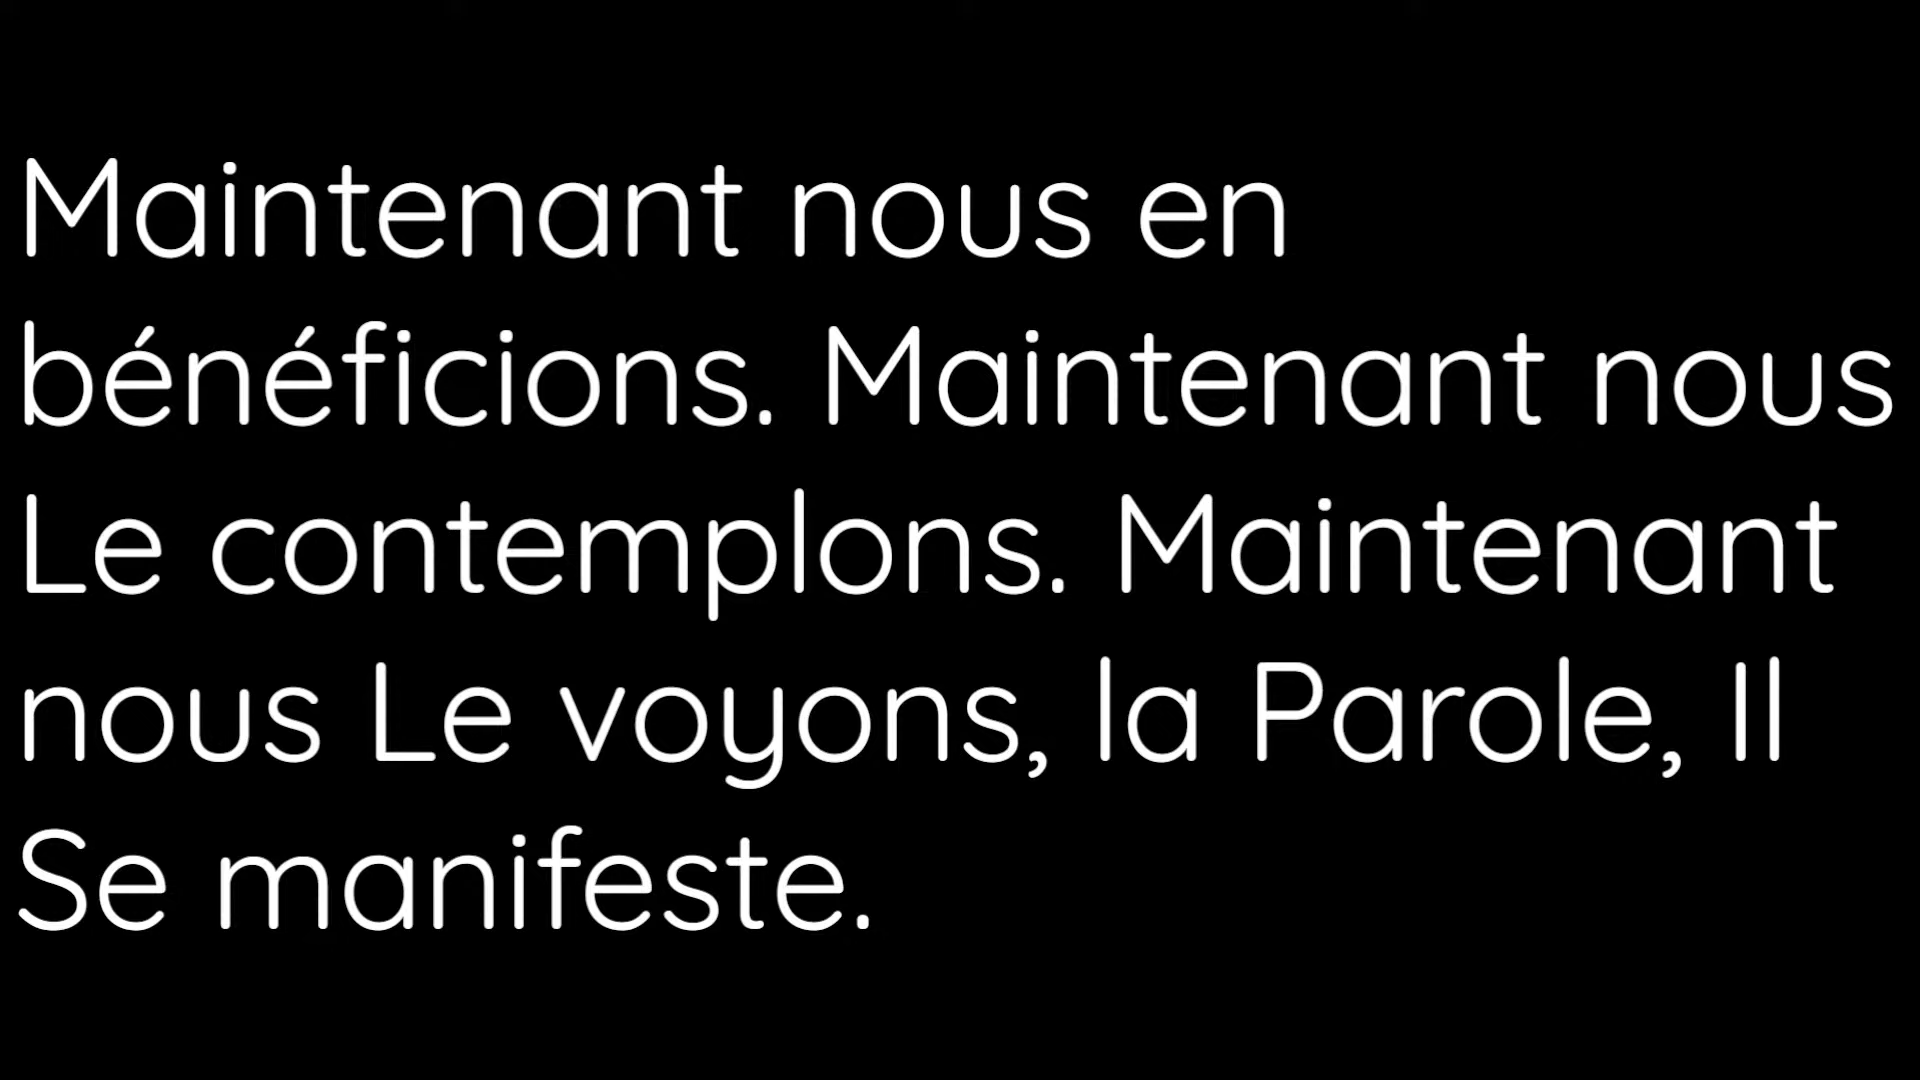 Maintenant nous en
bénéficions. Maintenant nous
Le contemplons. Maintenant
nous Le voyons, la Parole, Il
Se manifeste.